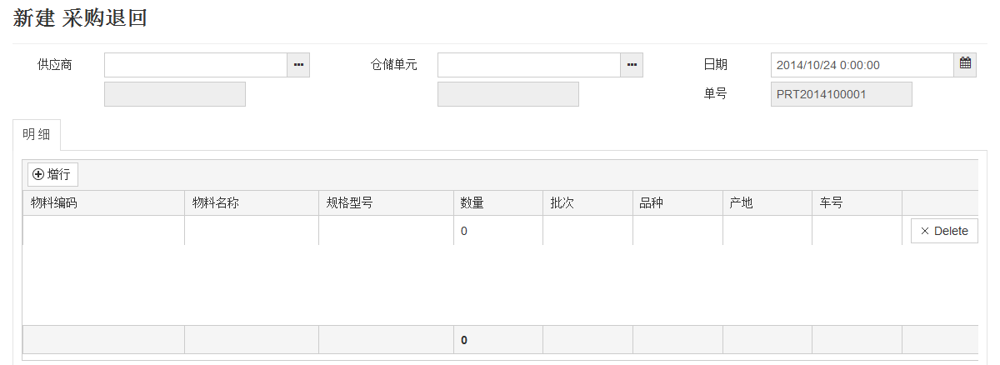 新建 采购退回
供应商 仓储单元 日期 2014/10/24 0:00:00
单号 PRT2014100001
明细
增行
物料编码 物料名称 规格型号 数量 批次 品种 产地 车号
0 Delete
0